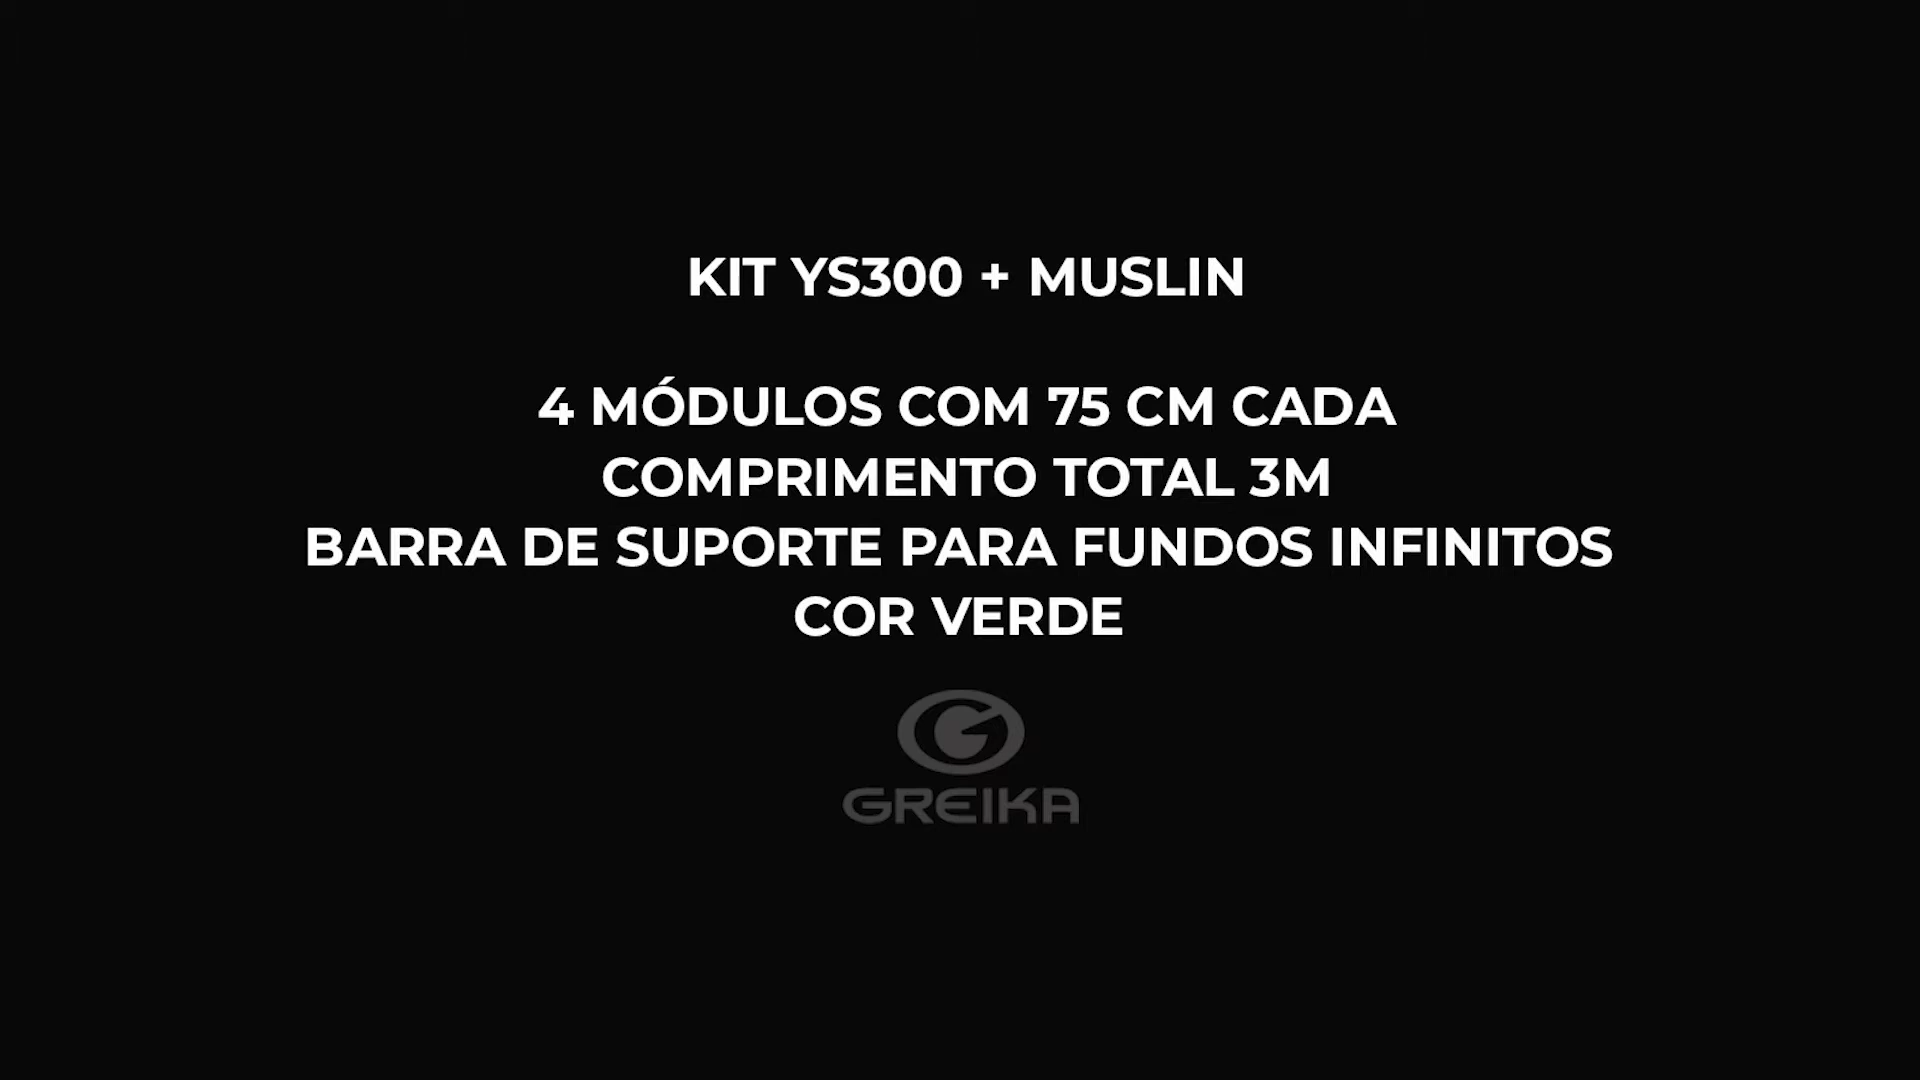 KIT YS300 + MUSLIN
4 MÓDULOS COM 75 CM CADA
COMPRIMENTO TOTAL 3M
BARRA DE SUPORTE PARA FUNDOS INFINITOS
COR VERDE
GREIKA